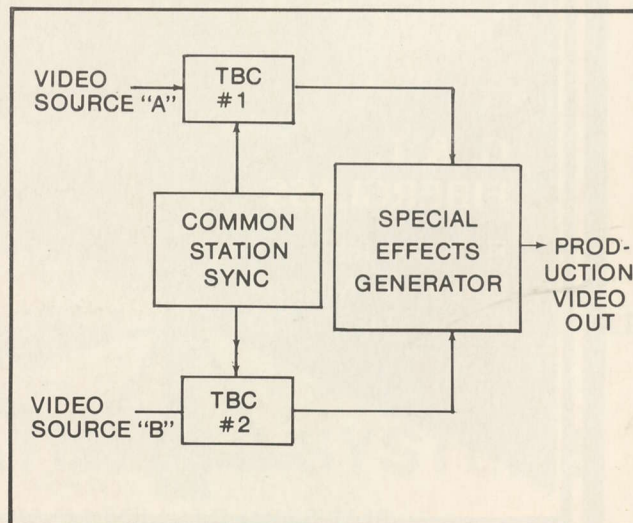 VIDEO
SOURCE "A"
TBC
#1
COMMON
STATION
SYNC
SPECIAL
EFFECTS
GENERATOR
PROD-
UCTION
VIDEO
OUT
VIDEO
SOURCE "B"
TBC
#2